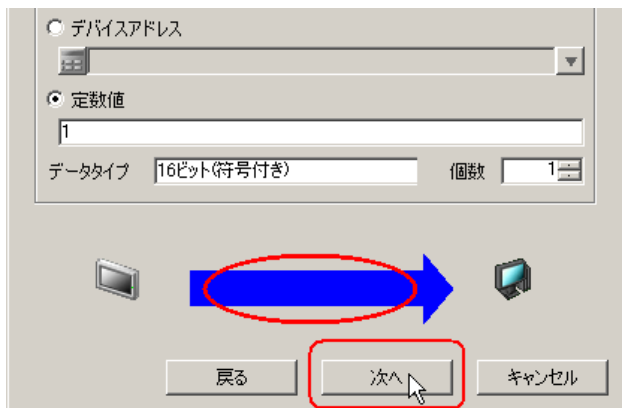 デバイスアドレス
定数値
1
データタイプ 16ビット(符号付き) 個数 1
戻る 次へ キャンセル